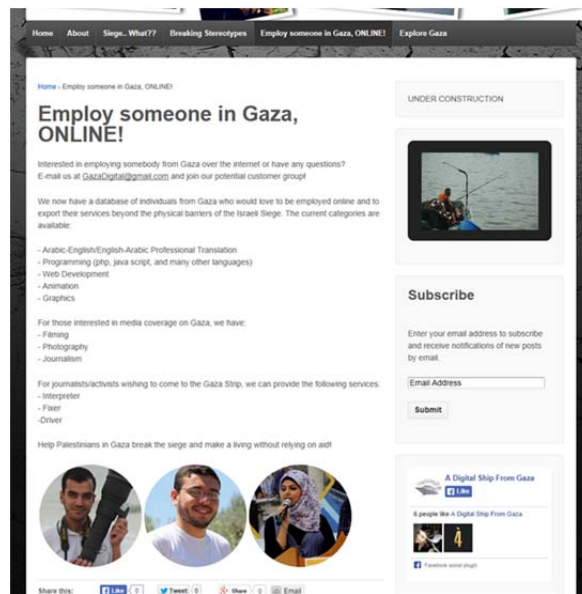 Home About Siege.. What?? Breaking Stereotypes Employ someone in Gaza, ONLINE! Explore Gaza
Home › Employ someone in Gaza, ONLINE!
Employ someone in Gaza,
ONLINE!
Interested in employing somebody from Gaza over the internet or have any questions?
E-mail us at GazaDigital@gmail.com and join our potential customer group!
We now have a database of individuals from Gaza who would love to be employed online and to
export their services beyond the physical barriers of the Israeli Siege. The current categories are
available:
- Arabic-English/English-Arabic Professional Translation
- Programming (php, java script, and many other languages)
- Web Development
- Animation
- Graphics
For those interested in media coverage on Gaza, we have:
- Filming
- Photography
- Journalism
For journalists/activists wishing to come to the Gaza Strip, we can provide the following services:
- Interpreter
- Fixer
-Driver
Help Palestinians in Gaza break the siege and make a living without relying on aid!
Share this: Like 0 Tweet 0 Share 0 Email
UNDER CONSTRUCTION
Subscribe
Enter your email address to subscribe
and receive notifications of new posts
by email.
Email Address
Submit
A Digital Ship From Gaza
Like
6 people like A Digital Ship From Gaza
Facebook social plugin